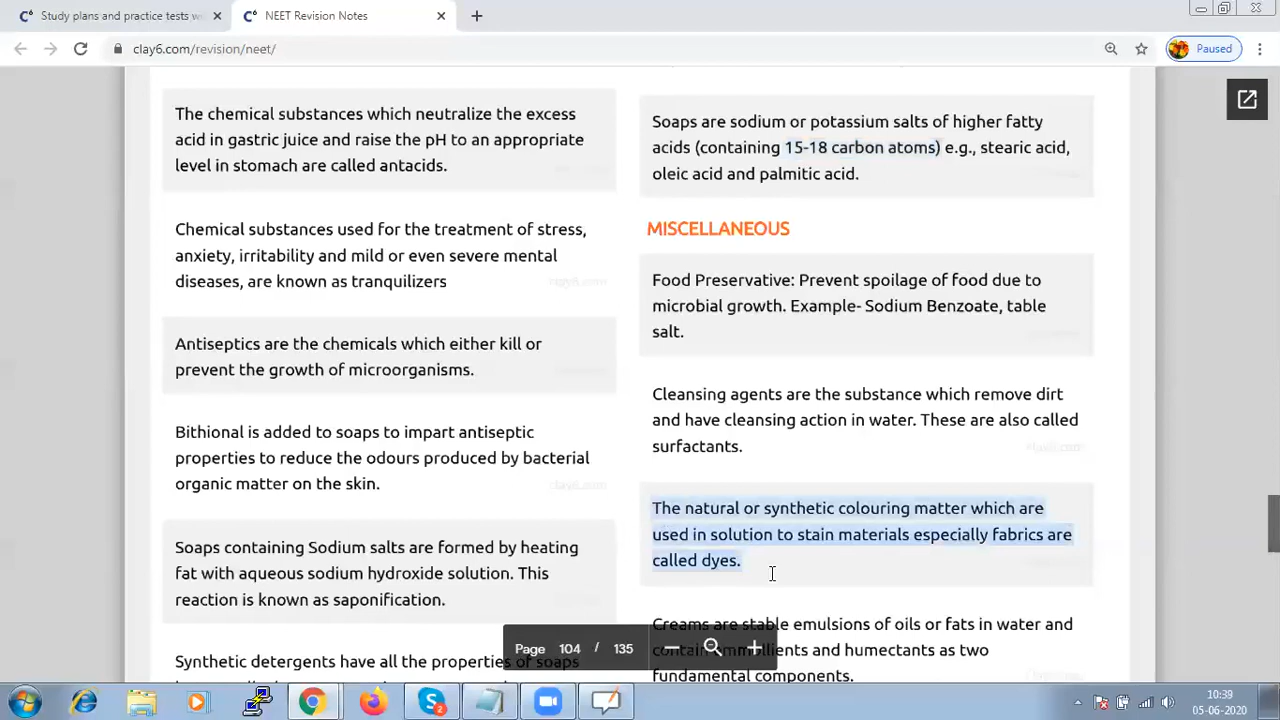 Study plans and practice tests w
NEET Revision Notes
clay6.com/revision/neet/
Paused
The chemical substances which neutralize the excess
acid in gastric juice and raise the pH to an appropriate
level in stomach are called antacids.
Chemical substances used for the treatment of stress,
anxiety, irritability and mild or even severe mental
diseases, are known as tranquilizers
clay6.com
Antiseptics are the chemicals which either kill or
prevent the growth of microorganisms.
Bithional is added to soaps to impart antiseptic
properties to reduce the odours produced by bacterial
organic matter on the skin.
clay6.com
Soaps containing Sodium salts are formed by heating
fat with aqueous sodium hydroxide solution. This
reaction is known as saponification.
Synthetic detergents have all the properties of soaps
Soaps are sodium or potassium salts of higher fatty
acids (containing 15-18 carbon atoms) e.g., stearic acid,
oleic acid and palmitic acid.
MISCELLANEOUS
Food Preservative: Prevent spoilage of food due to
microbial growth. Example- Sodium Benzoate, table
salt.
Cleansing agents are the substance which remove dirt
and have cleansing action in water. These are also called
surfactants.
clay6.com
The natural or synthetic colouring matter which are
used in solution to stain materials especially fabrics are
called dyes.
Creams are stable emulsions of oils or fats in water and
contain emmollients and humectants as two
fundamental components.
clay6.com
Page 104 / 135
2
10:39
05-06-2020